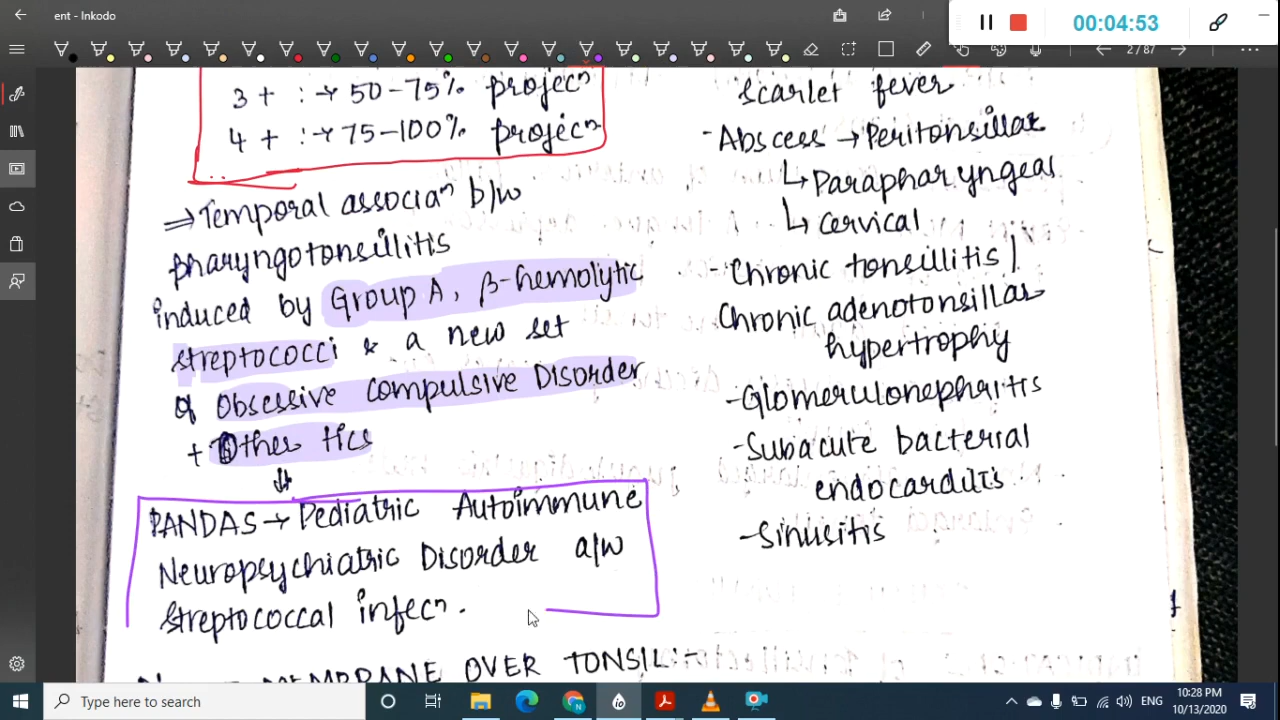 ent - Inkodo
00:04:53
2 / 87
3 + : → 50-75% projecn
4 + : → 75-100% projecn
⇒ Temporal associan b/w
pharyngotonsillitis
induced by Group A, β-hemolytic
streptococci & a new set
of Obsessive Compulsive Disorder
+ Other tics
PANDAS → Pediatric Autoimmune
Neuropsychiatric Disorder a/w
streptococcal infecn.
MEMBRANE OVER TONSIL:-
scarlet fever
- Abscess → Peritonsillar
↳ Parapharyngeal
↳ Cervical
- Chronic tonsillitis /
Chronic adenotonsillar
hypertrophy
- Glomerulonephritis
- Subacute bacterial
endocarditis
- Sinusitis
Type here to search
ENG
10:28 PM
10/13/2020